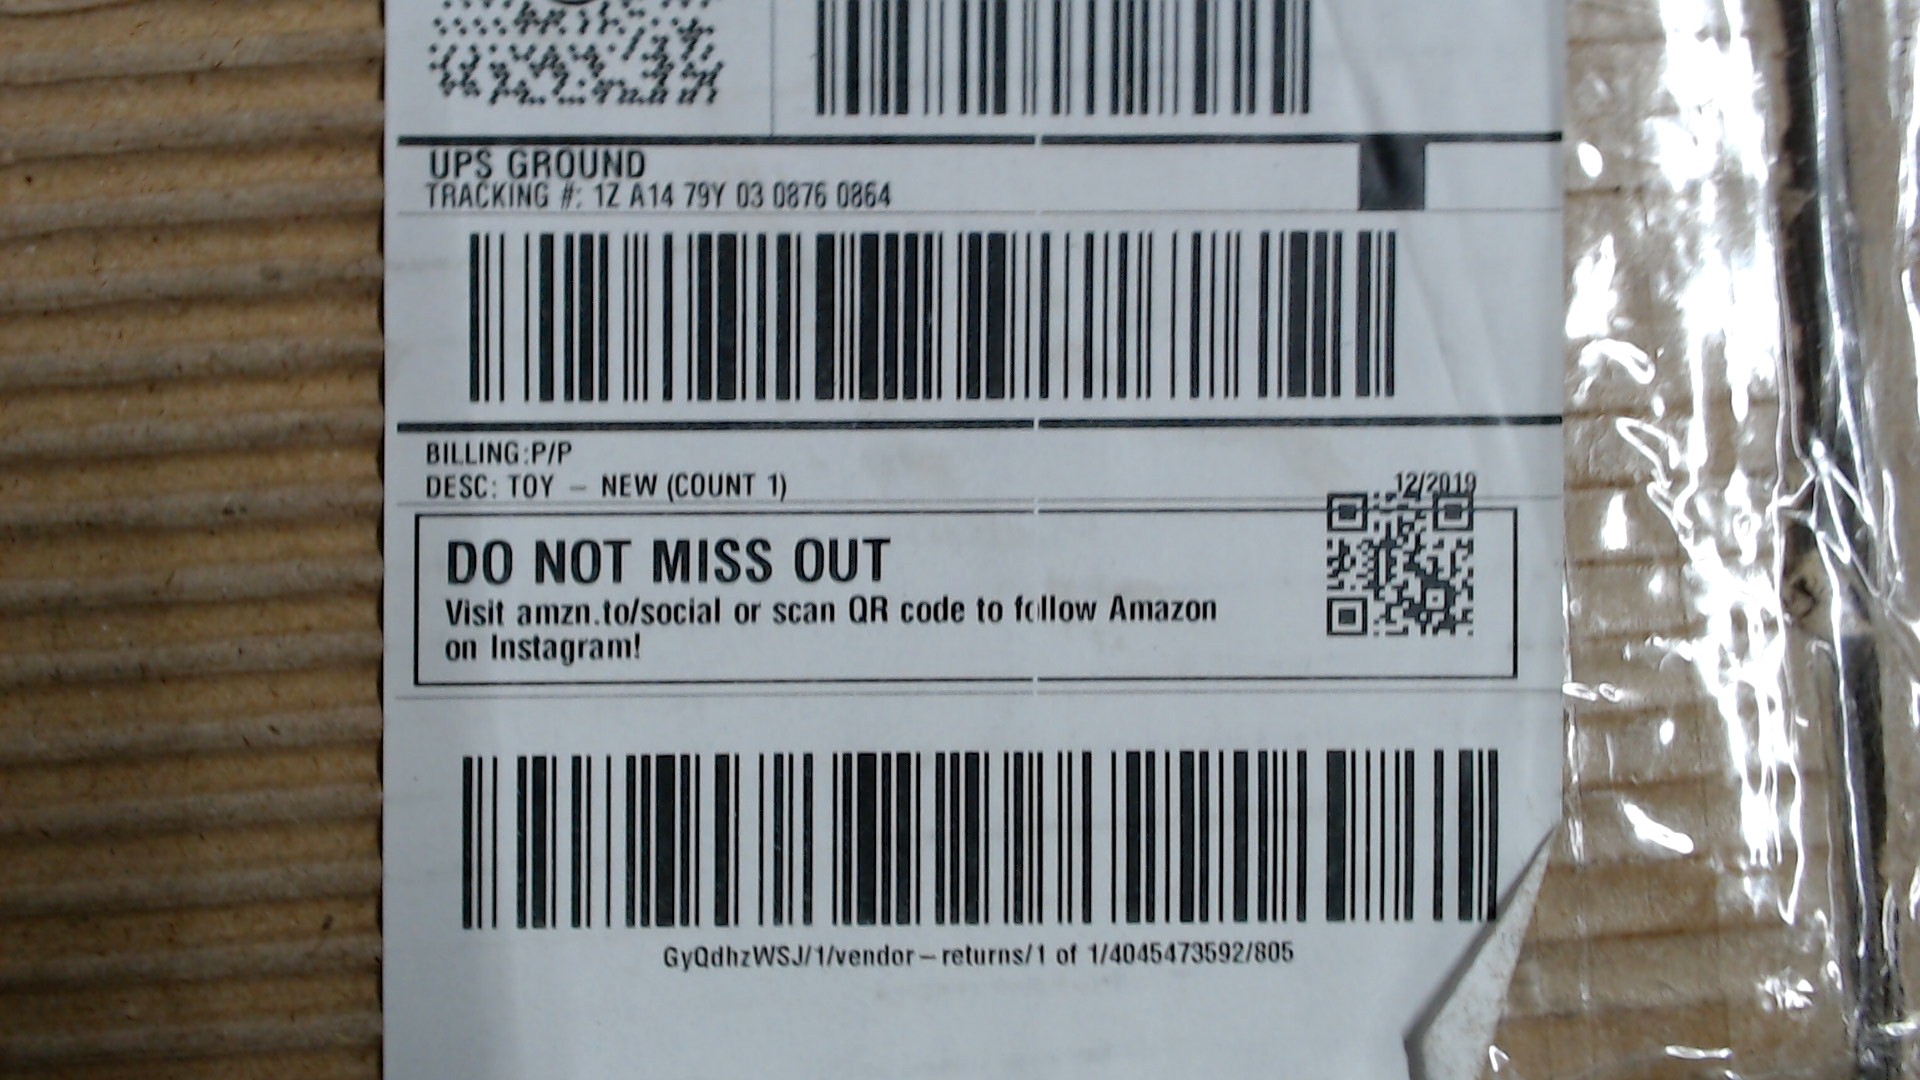 UPS GROUND
TRACKING #: 1Z A14 79Y 03 0876 0864
BILLING:P/P
DESC: TOY – NEW (COUNT 1)
12/2019
DO NOT MISS OUT
Visit amzn.to/social or scan QR code to follow Amazon
on Instagram!
GyQdhzWSJ/1/vendor–returns/1 of 1/4045473592/805